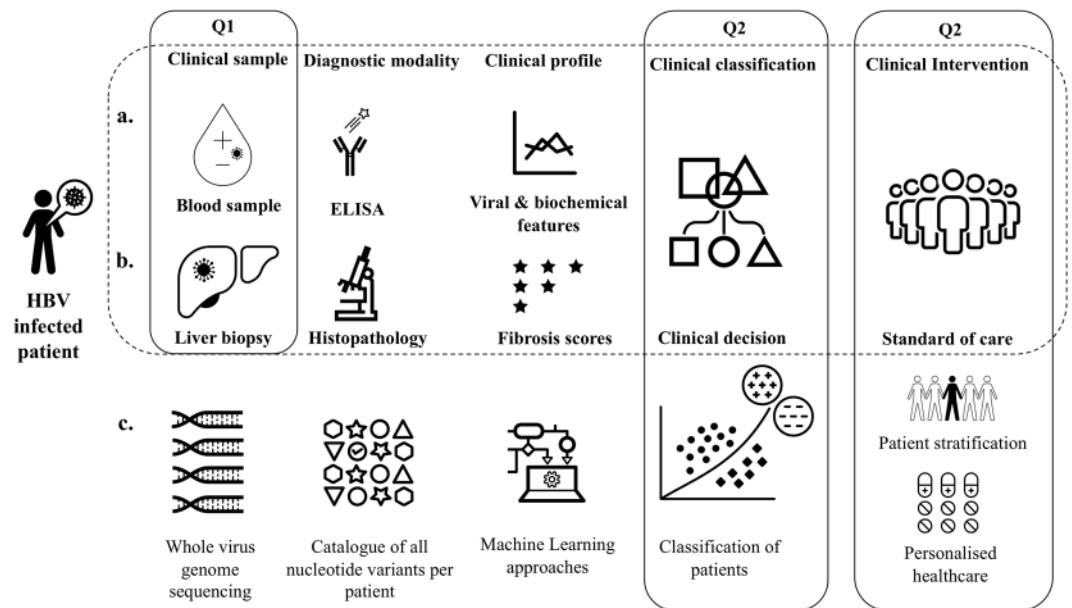 Q1
Q2
Q2
Clinical sample
Diagnostic modality
Clinical profile
Clinical classification
Clinical Intervention
a.
Blood sample
ELISA
Viral & biochemical
features
b.
HBV
infected
patient
Liver biopsy
Histopathology
Fibrosis scores
Clinical decision
Standard of care
c.
Patient stratification
Whole virus
genome
sequencing
Catalogue of all
nucleotide variants per
patient
Machine Learning
approaches
Classification of
patients
Personalised
healthcare